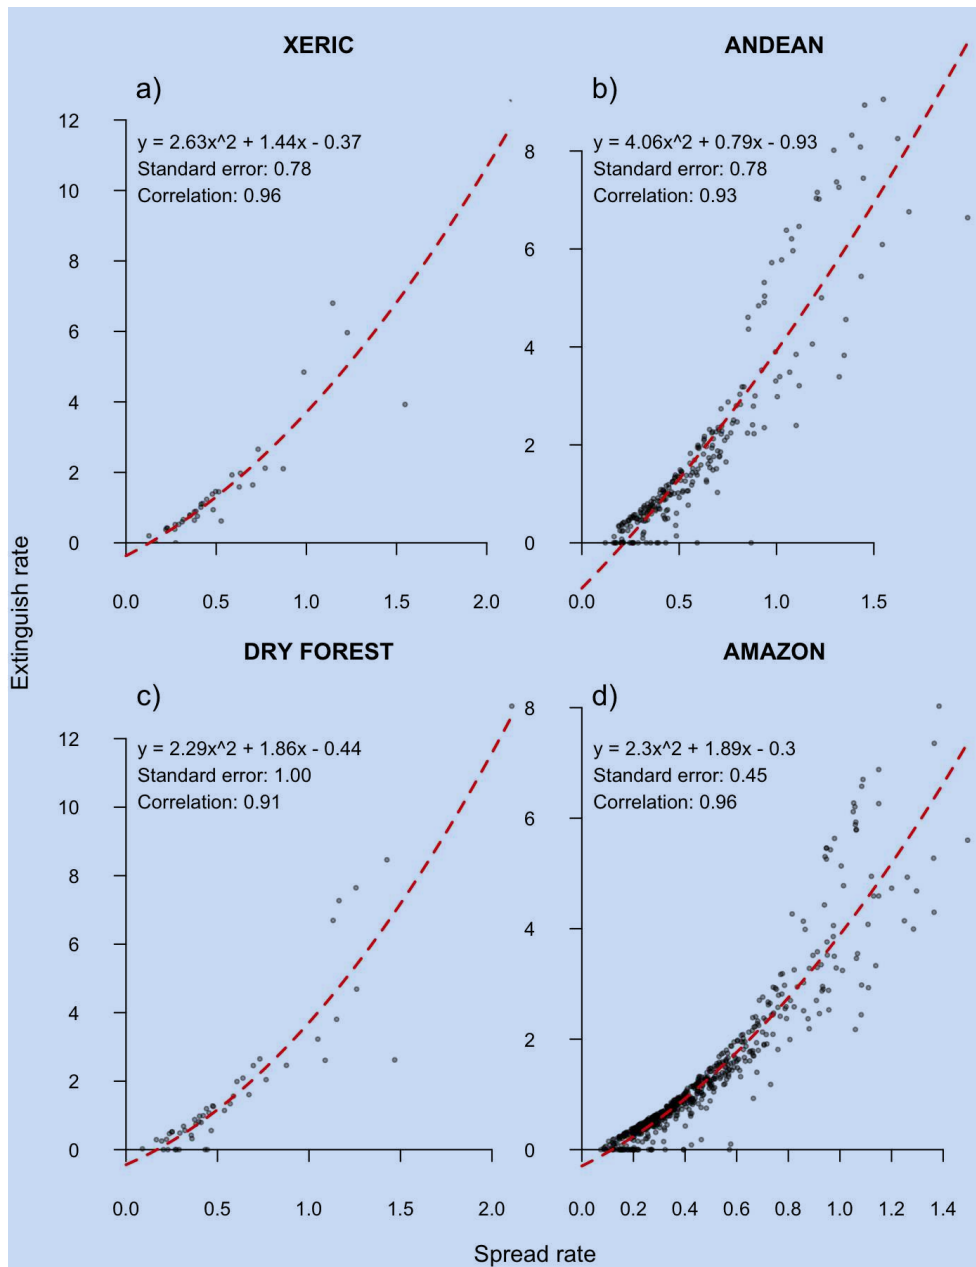 XERIC
a)
y = 2.63x^2 + 1.44x - 0.37
Standard error: 0.78
Correlation: 0.96
12
10
8
6
4
2
0
0.0 0.5 1.0 1.5 2.0
ANDEAN
b)
y = 4.06x^2 + 0.79x - 0.93
Standard error: 0.78
Correlation: 0.93
8
6
4
2
0
0.0 0.5 1.0 1.5
Extinguish rate
DRY FOREST
c)
y = 2.29x^2 + 1.86x - 0.44
Standard error: 1.00
Correlation: 0.91
12
10
8
6
4
2
0
0.0 0.5 1.0 1.5 2.0
AMAZON
d)
y = 2.3x^2 + 1.89x - 0.3
Standard error: 0.45
Correlation: 0.96
8
6
4
2
0
0.0 0.2 0.4 0.6 0.8 1.0 1.2 1.4
Spread rate